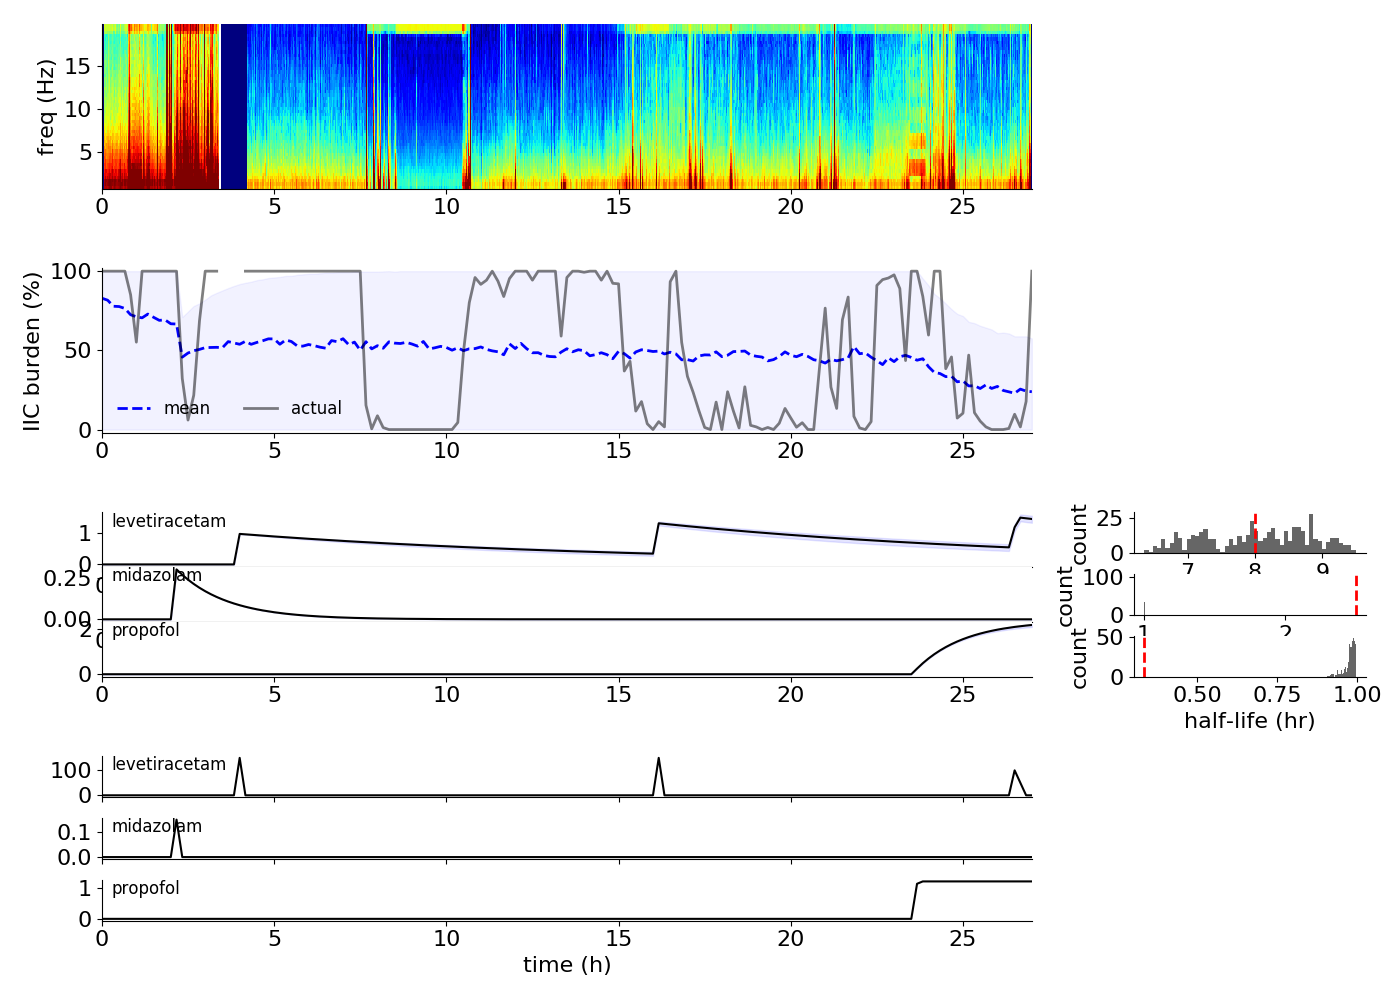 freq (Hz)
15
10
5
0 5 10 15 20 25
IIC burden (%)
100
50
0
mean actual
0 5 10 15 20 25
levetiracetam
1
0
midazolam
0.25
0.00
propofol
2
0
0 5 10 15 20 25
count
25
0
7 8 9
count
100
0
1 2
count
50
0
0.50 0.75 1.00
half-life (hr)
levetiracetam
100
0
midazolam
0.1
0.0
propofol
1
0
0 5 10 15 20 25
time (h)